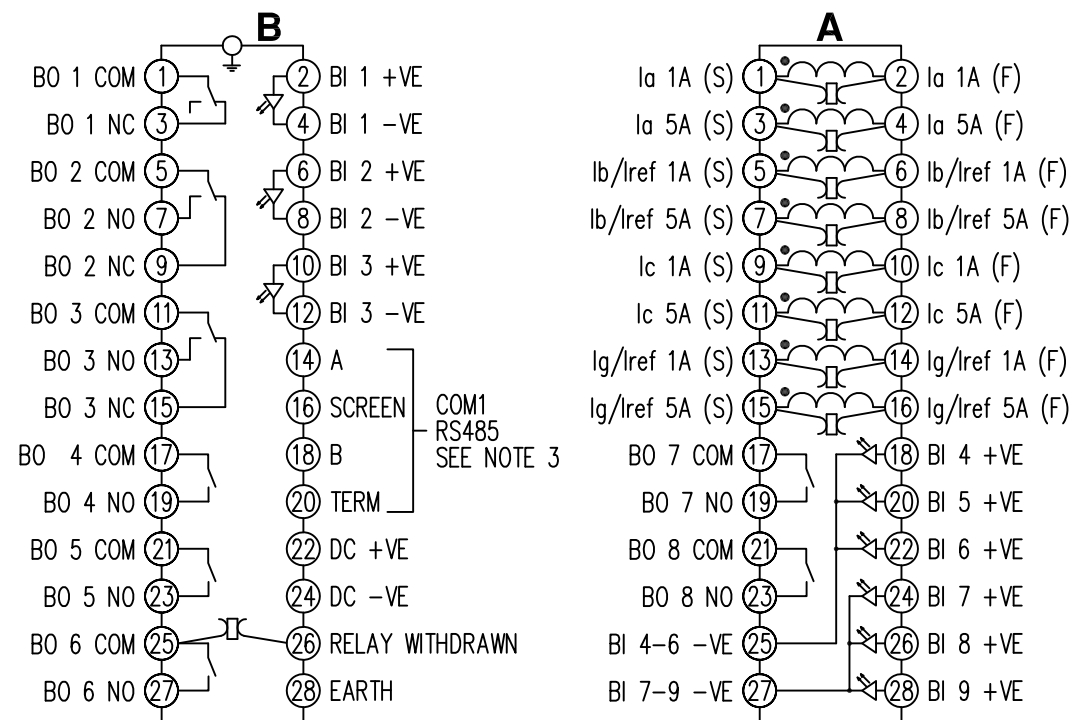 B A
BO 1 COM 1 2 BI 1 +VE
BO 1 NC 3 4 BI 1 -VE
BO 2 COM 5 6 BI 2 +VE
BO 2 NO 7 8 BI 2 -VE
BO 2 NC 9 10 BI 3 +VE
BO 3 COM 11 12 BI 3 -VE
BO 3 NO 13 14 A
BO 3 NC 15 16 SCREEN
BO 4 COM 17 18 B
BO 4 NO 19 20 TERM
BO 5 COM 21 22 DC +VE
BO 5 NO 23 24 DC -VE
BO 6 COM 25 26 RELAY WITHDRAWN
BO 6 NO 27 28 EARTH
COM1
RS485
SEE NOTE 3
Ia 1A (S) 1 2 Ia 1A (F)
Ia 5A (S) 3 4 Ia 5A (F)
Ib/Iref 1A (S) 5 6 Ib/Iref 1A (F)
Ib/Iref 5A (S) 7 8 Ib/Iref 5A (F)
Ic 1A (S) 9 10 Ic 1A (F)
Ic 5A (S) 11 12 Ic 5A (F)
Ig/Iref 1A (S) 13 14 Ig/Iref 1A (F)
Ig/Iref 5A (S) 15 16 Ig/Iref 5A (F)
BO 7 COM 17 18 BI 4 +VE
BO 7 NO 19 20 BI 5 +VE
BO 8 COM 21 22 BI 6 +VE
BO 8 NO 23 24 BI 7 +VE
BI 4-6 -VE 25 26 BI 8 +VE
BI 7-9 -VE 27 28 BI 9 +VE